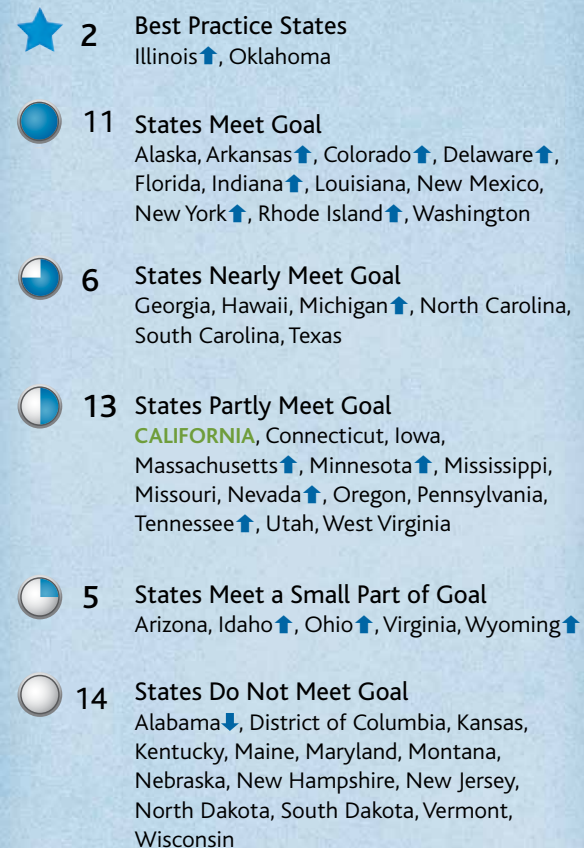 2 Best Practice States
Illinois⬆, Oklahoma
11 States Meet Goal
Alaska, Arkansas⬆, Colorado⬆, Delaware⬆,
Florida, Indiana⬆, Louisiana, New Mexico,
New York⬆, Rhode Island⬆, Washington
6 States Nearly Meet Goal
Georgia, Hawaii, Michigan⬆, North Carolina,
South Carolina, Texas
13 States Partly Meet Goal
CALIFORNIA, Connecticut, Iowa,
Massachusetts⬆, Minnesota⬆, Mississippi,
Missouri, Nevada⬆, Oregon, Pennsylvania,
Tennessee⬆, Utah, West Virginia
5 States Meet a Small Part of Goal
Arizona, Idaho⬆, Ohio⬆, Virginia, Wyoming⬆
14 States Do Not Meet Goal
Alabama⬇, District of Columbia, Kansas,
Kentucky, Maine, Maryland, Montana,
Nebraska, New Hampshire, New Jersey,
North Dakota, South Dakota, Vermont,
Wisconsin